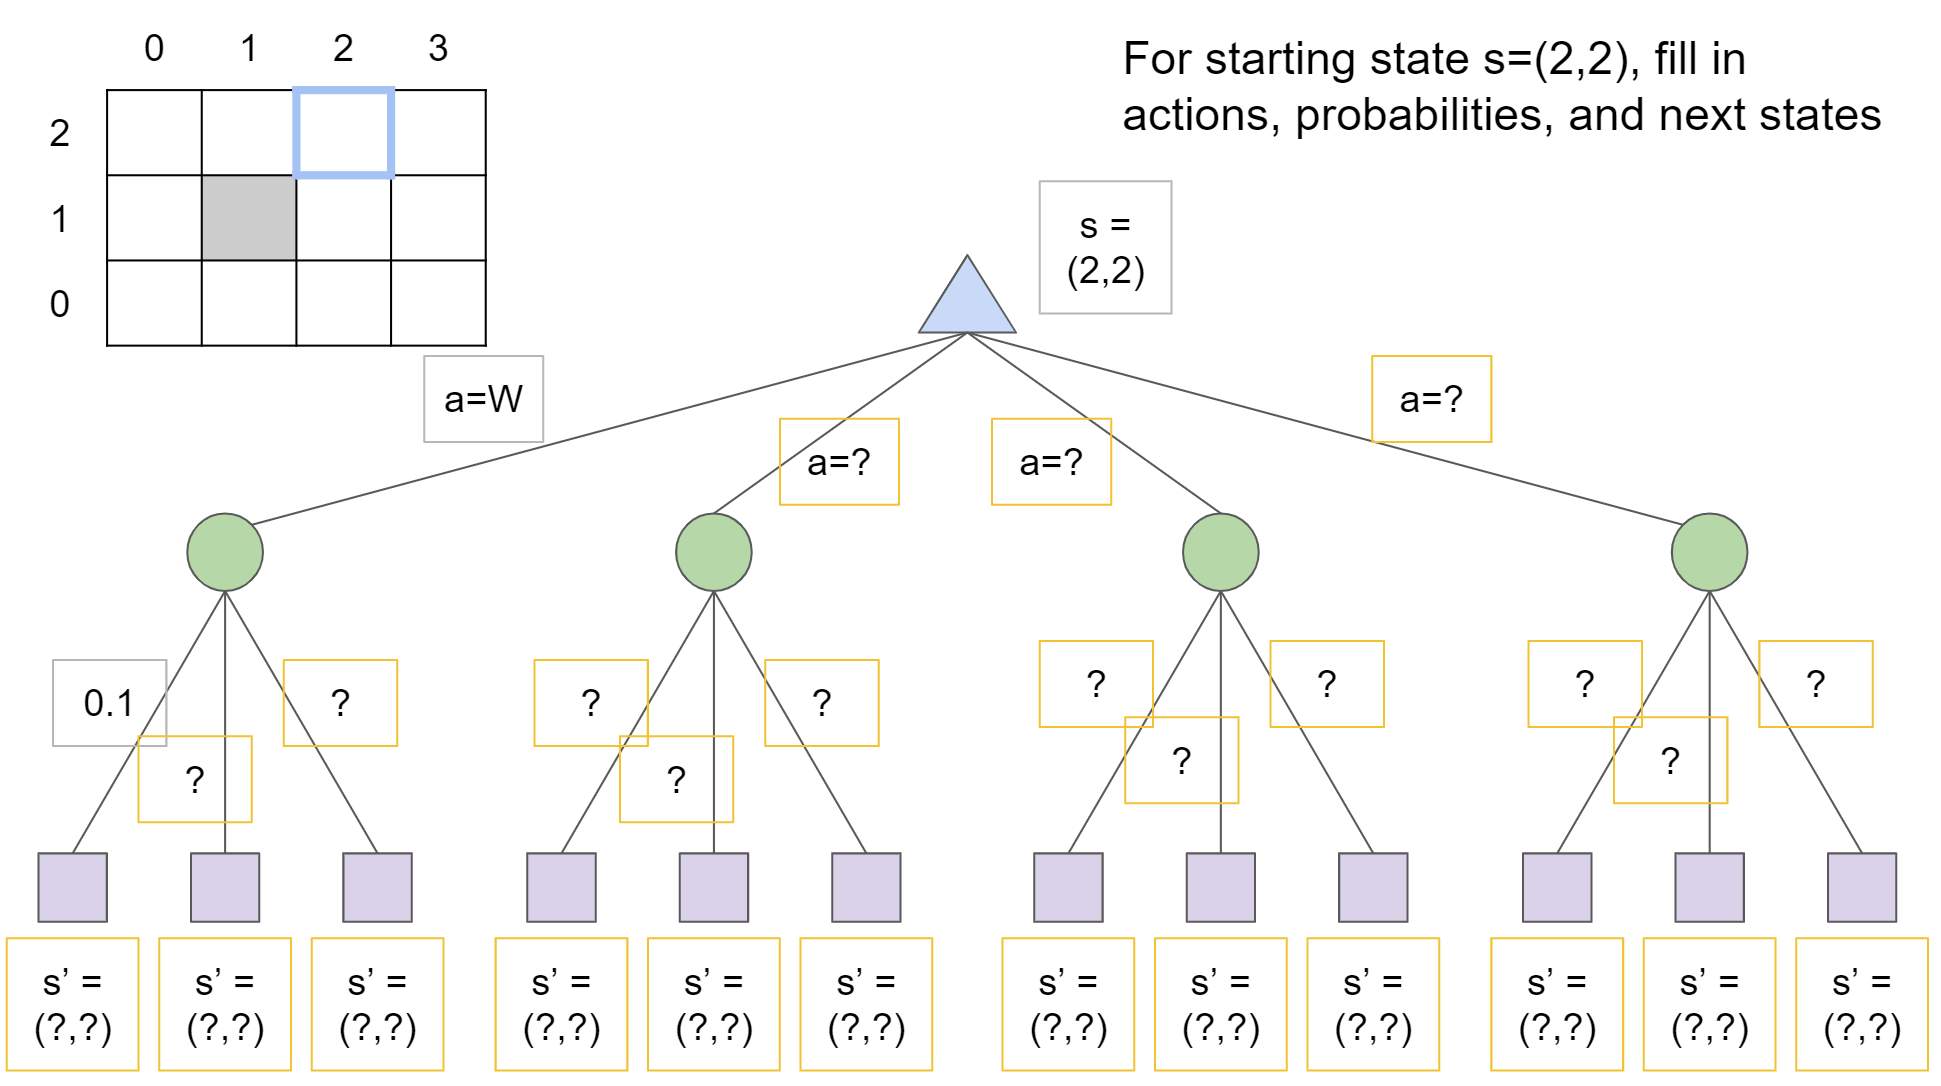 0 1 2 3
2
1
0
For starting state s=(2,2), fill in
actions, probabilities, and next states
s =
(2,2)
a=W
a=?
a=?
a=?
0.1
?
?
?
?
?
?
?
?
?
?
?
s’ =
(?,?)
s’ =
(?,?)
s’ =
(?,?)
s’ =
(?,?)
s’ =
(?,?)
s’ =
(?,?)
s’ =
(?,?)
s’ =
(?,?)
s’ =
(?,?)
s’ =
(?,?)
s’ =
(?,?)
s’ =
(?,?)